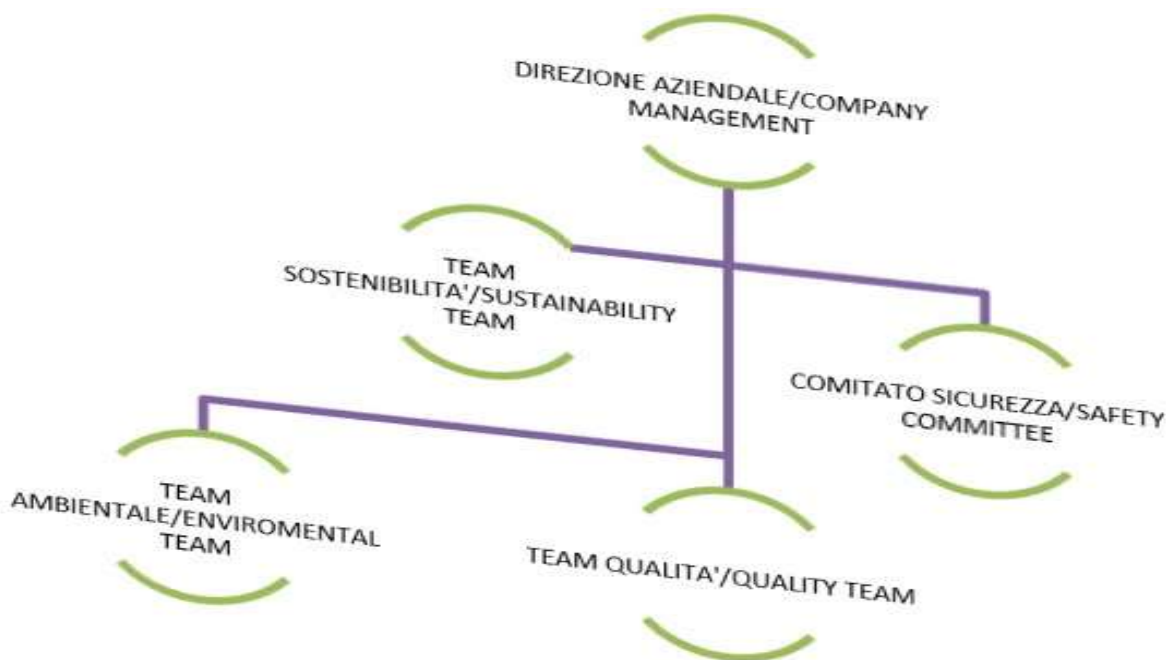 DIREZIONE AZIENDALE/COMPANY
MANAGEMENT
TEAM
SOSTENIBILITA'/SUSTAINABILITY
TEAM
COMITATO SICUREZZA/SAFETY
COMMITTEE
TEAM
AMBIENTALE/ENVIROMENTAL
TEAM
TEAM QUALITA'/QUALITY TEAM